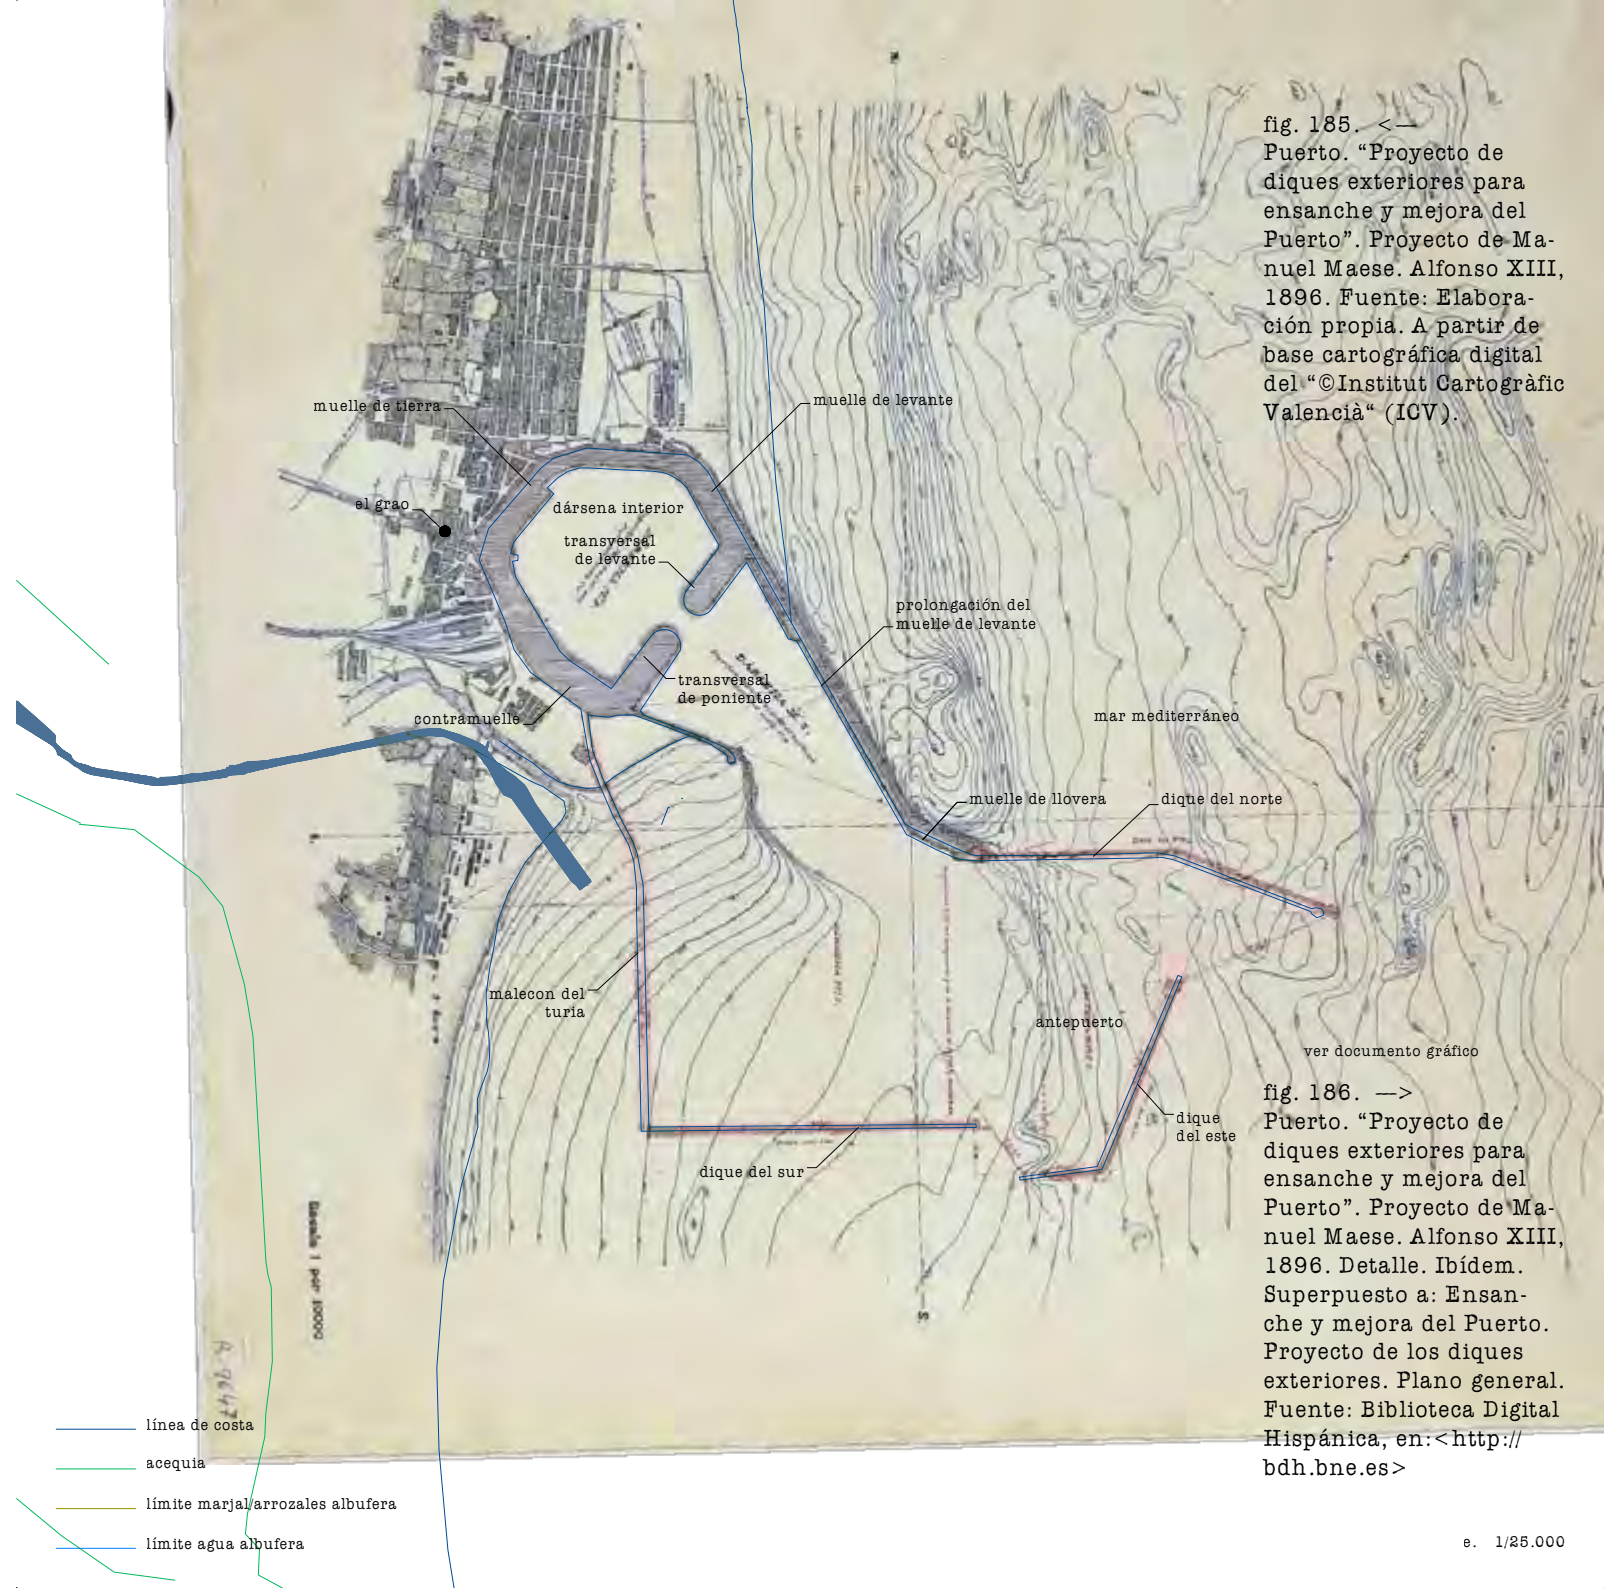 N.
fig. 185. <—
Puerto. “Proyecto de
diques exteriores para
ensanche y mejora del
Puerto”. Proyecto de Ma-
nuel Maese. Alfonso XIII,
1896. Fuente: Elabora-
ción propia. A partir de
base cartográfica digital
del “©Institut Cartogràfic
Valencià“ (ICV).
muelle de tierra
muelle de levante
el grao
dársena interior
transversal
de levante
prolongación del
muelle de levante
transversal
de poniente
contramuelle
mar mediterráneo
muelle de llovera
dique del norte
malecon del
turia
antepuerto
ver documento gráfico
dique
del este
dique del sur
fig. 186. —>
Puerto. “Proyecto de
diques exteriores para
ensanche y mejora del
Puerto”. Proyecto de Ma-
nuel Maese. Alfonso XIII,
1896. Detalle. Ibídem.
Superpuesto a: Ensan-
che y mejora del Puerto.
Proyecto de los diques
exteriores. Plano general.
Fuente: Biblioteca Digital
Hispánica, en:<http://
bdh.bne.es>
S.
Escala 1 por 10000
línea de costa
acequia
límite marjal/arrozales albufera
límite agua albufera
e. 1/25.000